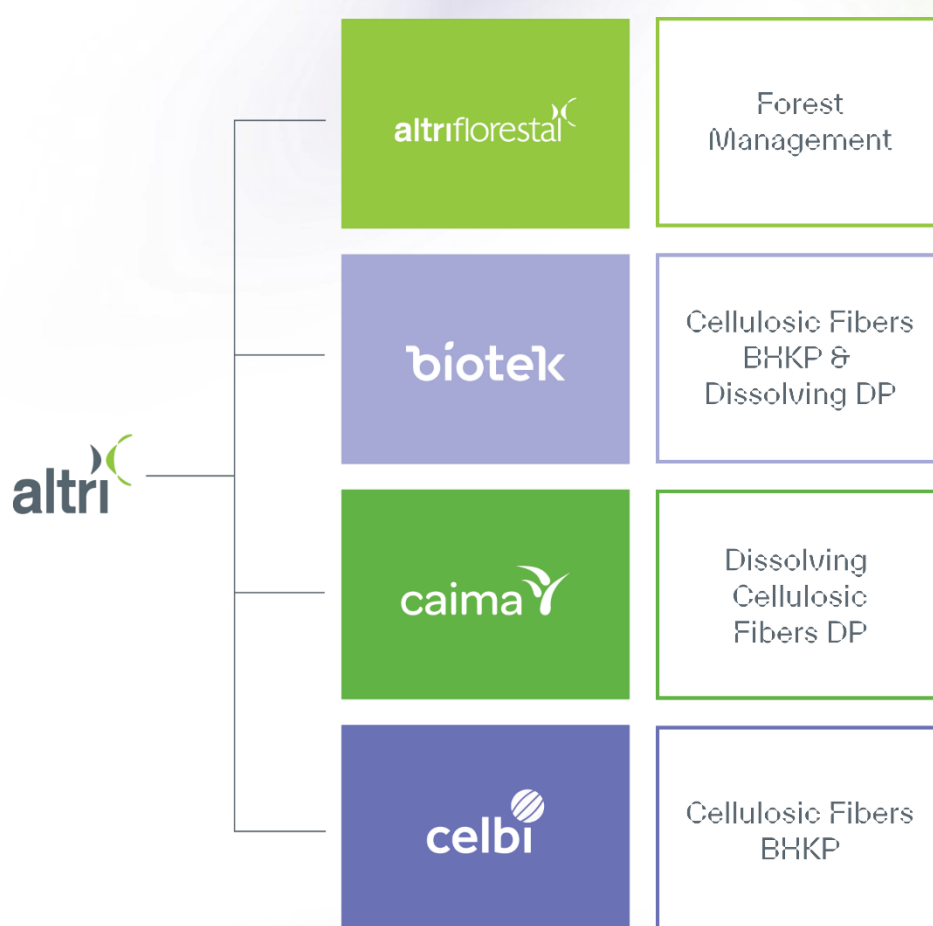 altri
altriflorestal
Forest
Management
biotek
Cellulosic Fibers
BHKP &
Dissolving DP
caima
Dissolving
Cellulosic
Fibers DP
celbi
Cellulosic Fibers
BHKP